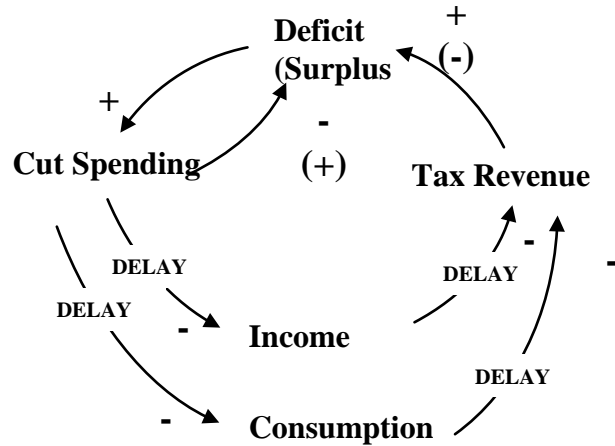 Deficit
(Surplus
+
(-)
+
-
(+)
Cut Spending
Tax Revenue
-
-
DELAY
DELAY
DELAY
-
Income
DELAY
-
Consumption